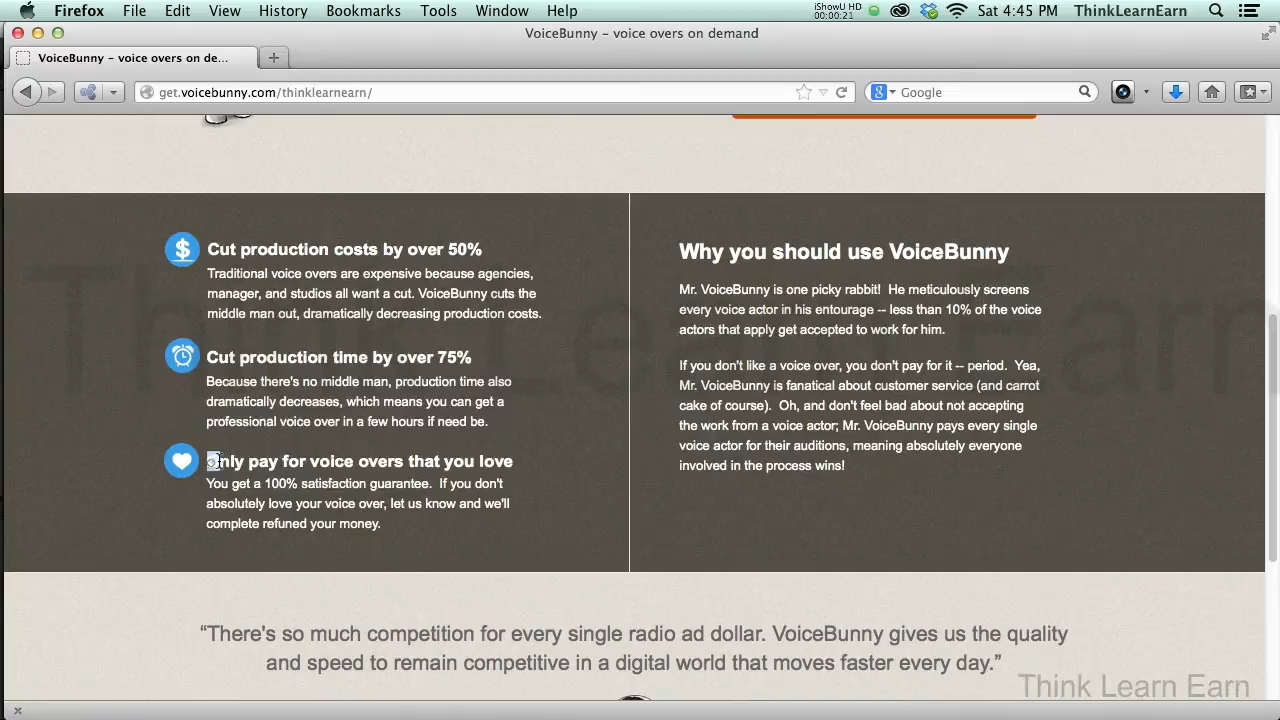 Firefox File Edit View History Bookmarks Tools Window Help iShowU HD 00:00:21 Sat 4:45 PM ThinkLearnEarn
VoiceBunny – voice overs on demand
VoiceBunny – voice overs on de...
get.voicebunny.com/thinklearnearn/ Google
Cut production costs by over 50%
Traditional voice overs are expensive because agencies,
manager, and studios all want a cut. VoiceBunny cuts the
middle man out, dramatically decreasing production costs.
Cut production time by over 75%
Because there's no middle man, production time also
dramatically decreases, which means you can get a
professional voice over in a few hours if need be.
Only pay for voice overs that you love
You get a 100% satisfaction guarantee. If you don't
absolutely love your voice over, let us know and we'll
complete refuned your money.
Why you should use VoiceBunny
Mr. VoiceBunny is one picky rabbit! He meticulously screens
every voice actor in his entourage -- less than 10% of the voice
actors that apply get accepted to work for him.
If you don't like a voice over, you don't pay for it -- period. Yea,
Mr. VoiceBunny is fanatical about customer service (and carrot
cake of course). Oh, and don't feel bad about not accepting
the work from a voice actor; Mr. VoiceBunny pays every single
voice actor for their auditions, meaning absolutely everyone
involved in the process wins!
Think Learn Earn
“There's so much competition for every single radio ad dollar. VoiceBunny gives us the quality
and speed to remain competitive in a digital world that moves faster every day.”
Think Learn Earn